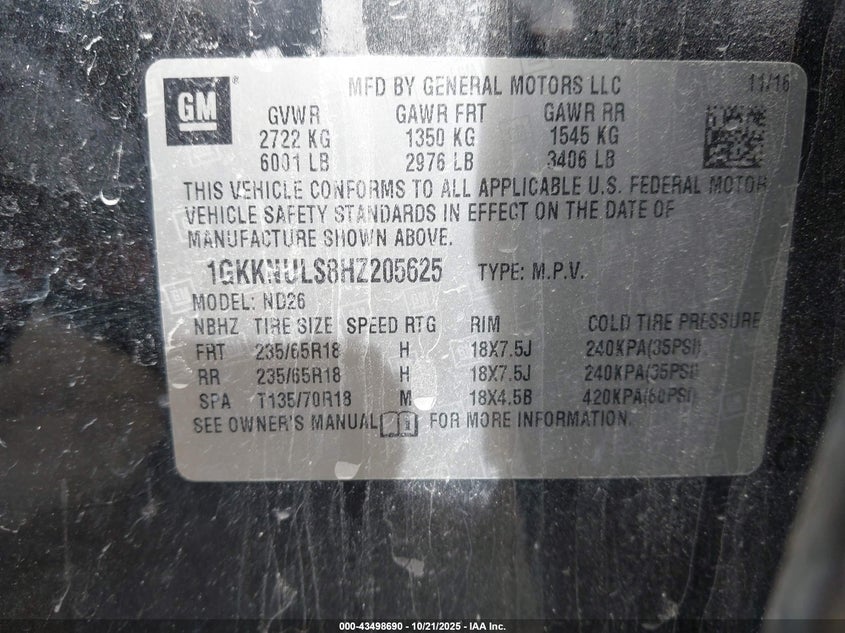 GM ® MFD BY GENERAL MOTORS LLC 11/16
GVWR GAWR FRT GAWR RR
2722 KG 1350 KG 1545 KG
6001 LB 2976 LB 3406 LB
THIS VEHICLE CONFORMS TO ALL APPLICABLE U.S. FEDERAL MOTOR
VEHICLE SAFETY STANDARDS IN EFFECT ON THE DATE OF
MANUFACTURE SHOWN ABOVE.
1GKKNULS8HZ205625 TYPE: M.P.V.
MODEL: ND26
NBHZ TIRE SIZE SPEED RTG RIM COLD TIRE PRESSURE
FRT 235/65R18 H 18X7.5J 240KPA(35PSI)
RR 235/65R18 H 18X7.5J 240KPA(35PSI)
SPA T135/70R18 M 18X4.5B 420KPA(60PSI)
SEE OWNER'S MANUAL FOR MORE INFORMATION.
000-43498690 - 10/21/2025 - IAA Inc.